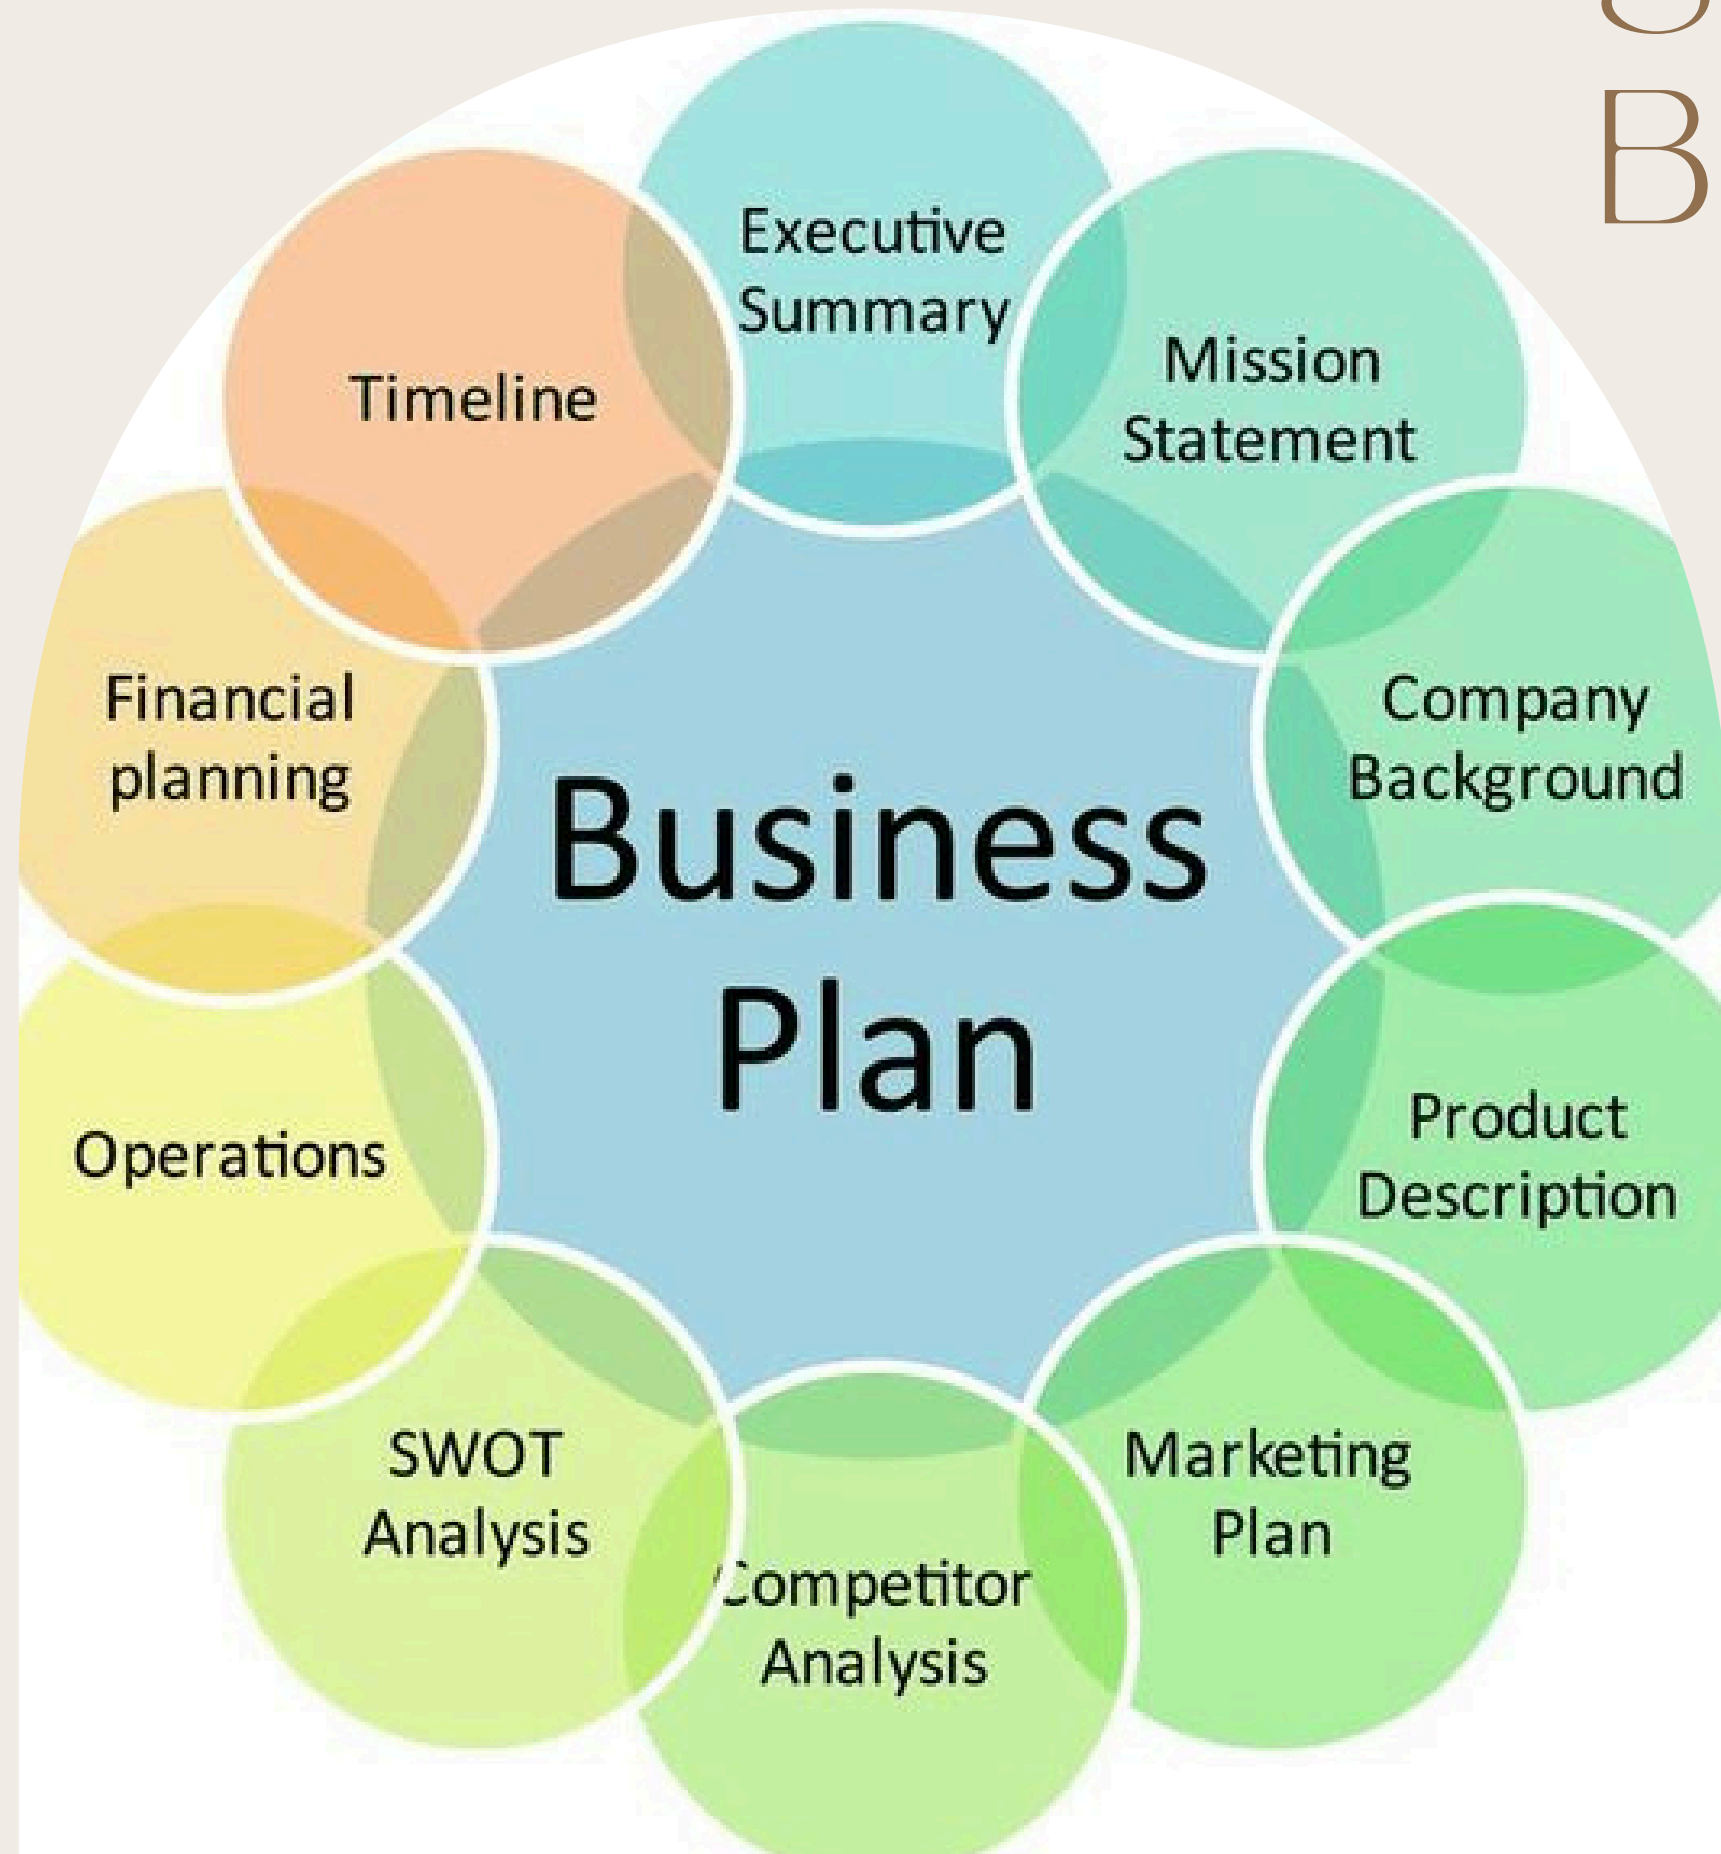 B
Executive
Summary
Mission
Statement
Company
Background
Product
Description
Marketing
Plan
Competitor
Analysis
SWOT
Analysis
Operations
Financial
planning
Timeline
Business
Plan